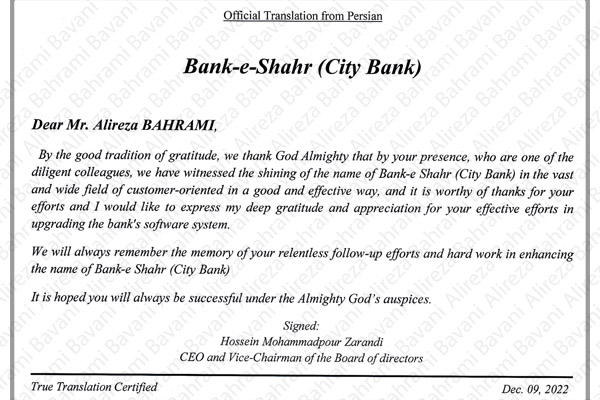 Official Translation from Persian
Bank-e-Shahr (City Bank)
Dear Mr. Alireza BAHRAMI,
By the good tradition of gratitude, we thank God Almighty that by your presence, who are one of the
diligent colleagues, we have witnessed the shining of the name of Bank-e Shahr (City Bank) in the vast
and wide field of customer-oriented in a good and effective way, and it is worthy of thanks for your
efforts and I would like to express my deep gratitude and appreciation for your effective efforts in
upgrading the bank's software system.
We will always remember the memory of your relentless follow-up efforts and hard work in enhancing
the name of Bank-e Shahr (City Bank)
It is hoped you will always be successful under the Almighty God's auspices.
Signed:
Hossein Mohammadpour Zarandi
CEO and Vice-Chairman of the Board of directors
True Translation Certified
Dec. 09, 2022
Alireza Bahrami Bavani